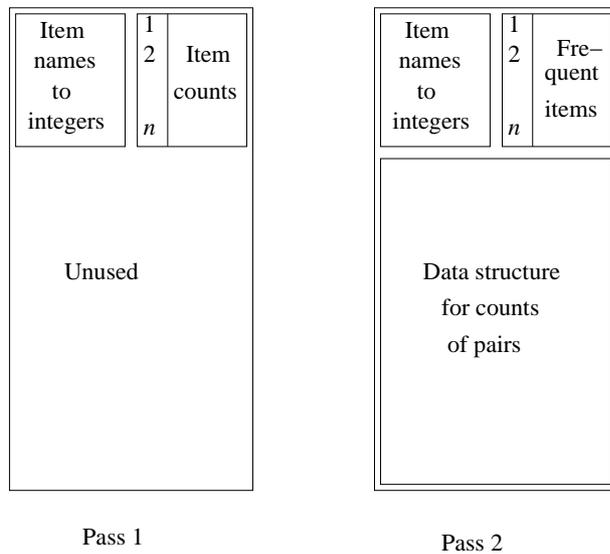 Item
names
to
integers
1
2
n
Item
counts
Unused
Pass 1
Item
names
to
integers
1
2
n
Fre–
quent
items
Data structure
for counts
of pairs
Pass 2